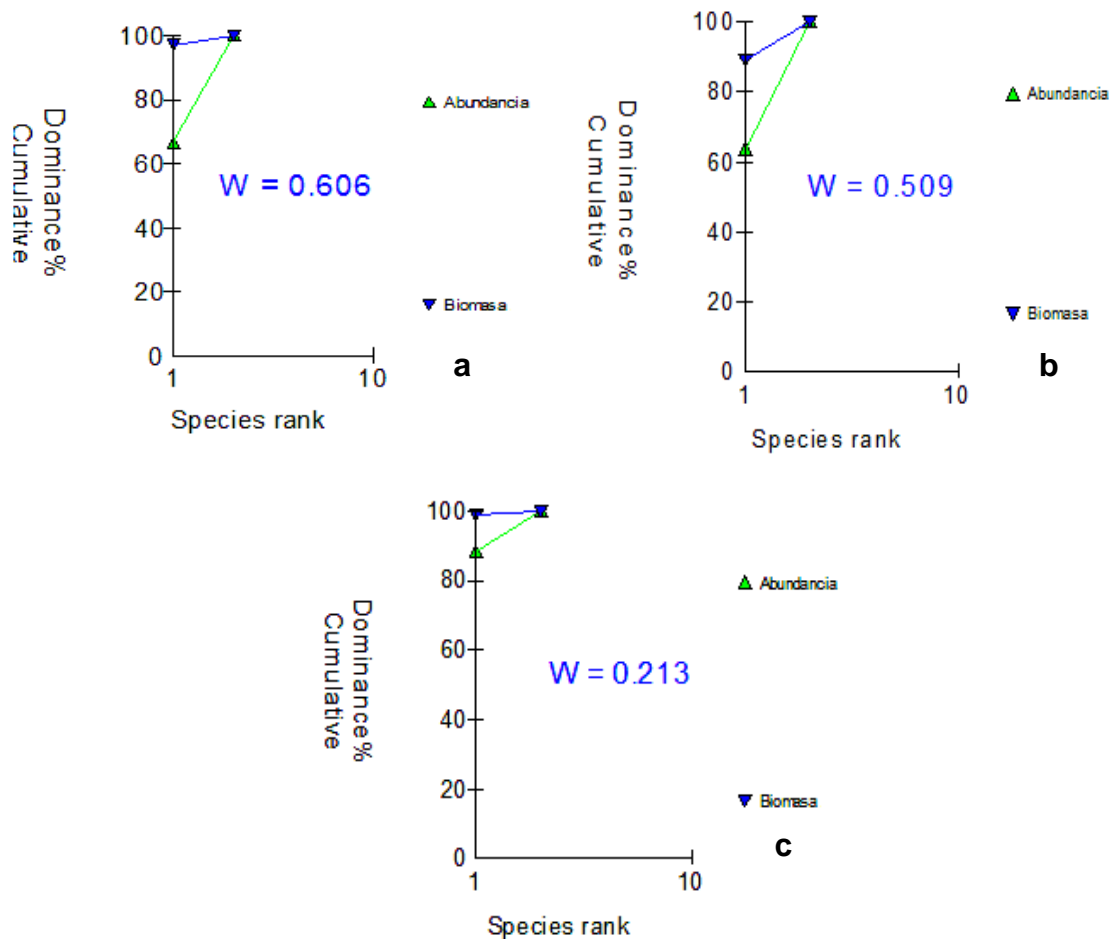 Dominance%
Cumulative
100
80
60
40
20
0
1
10
Species rank
W = 0.606
Abundancia
Biomasa
a
Dominance%
Cumulative
100
80
60
40
20
0
1
10
Species rank
W = 0.509
Abundancia
Biomasa
b
Dominance%
Cumulative
100
80
60
40
20
0
1
10
Species rank
W = 0.213
Abundancia
Biomasa
c